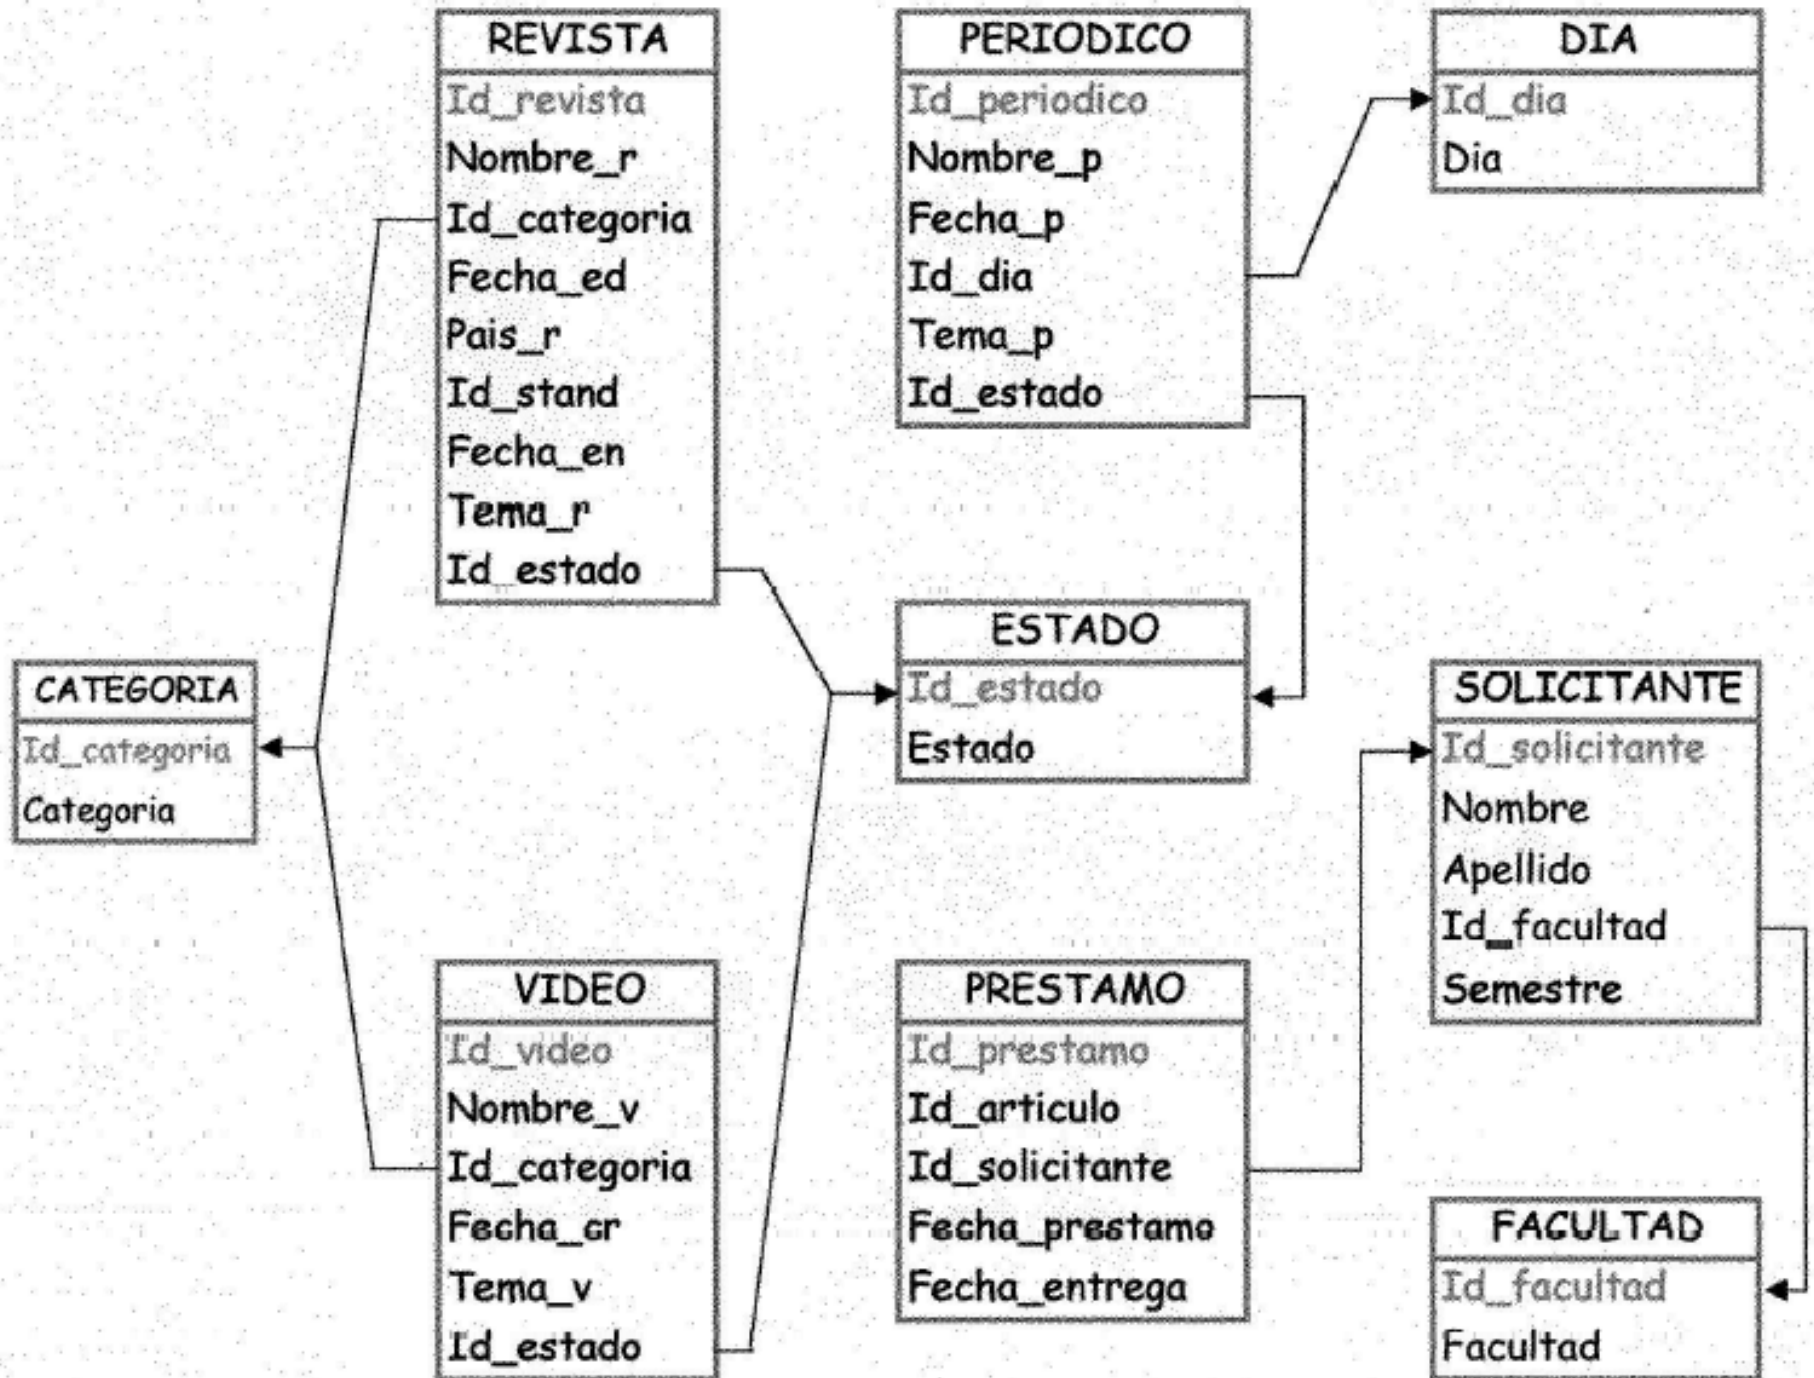 REVISTA
Id_revista
Nombre_r
Id_categoria
Fecha_ed
Pais_r
Id_stand
Fecha_en
Tema_r
Id_estado
PERIODICO
Id_periodico
Nombre_p
Fecha_p
Id_dia
Tema_p
Id_estado
DIA
Id_dia
Dia
CATEGORIA
Id_categoria
Categoria
ESTADO
Id_estado
Estado
SOLICITANTE
Id_solicitante
Nombre
Apellido
Id_facultad
Semestre
VIDEO
Id_video
Nombre_v
Id_categoria
Fecha_cr
Tema_v
Id_estado
PRESTAMO
Id_prestamo
Id_articulo
Id_solicitante
Fecha_prestamo
Fecha_entrega
FACULTAD
Id_facultad
Facultad